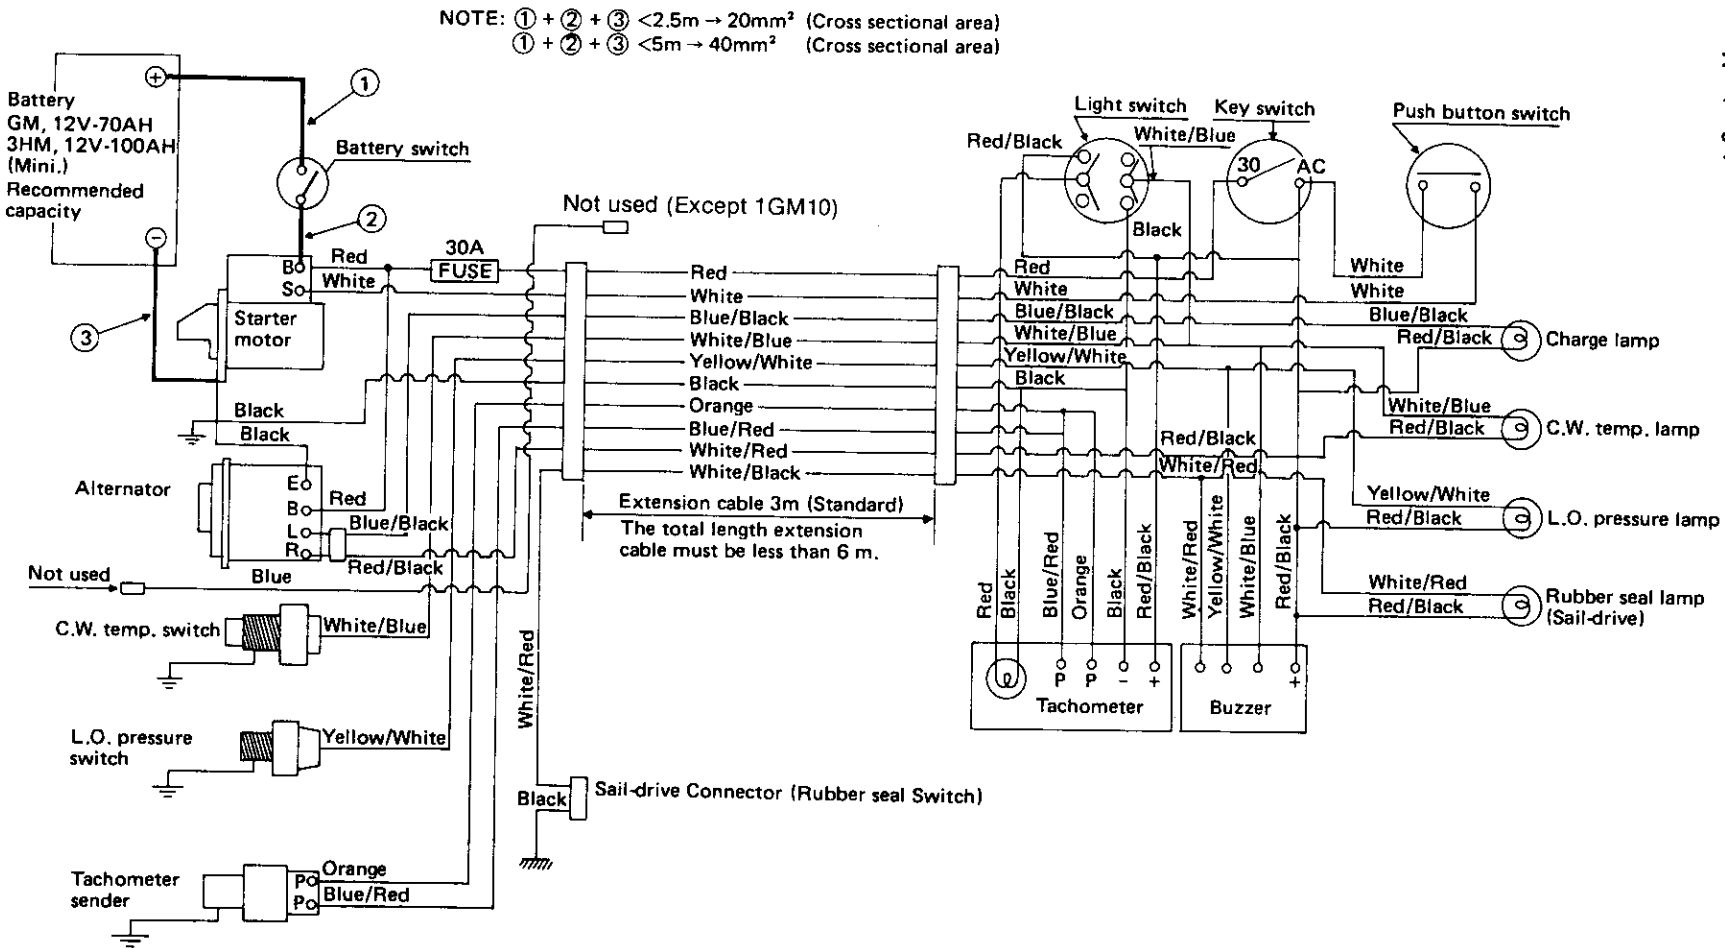 NOTE: ① + ② + ③ <2.5m → 20mm² (Cross sectional area)
① + ② + ③ <5m → 40mm² (Cross sectional area)
+
①
Battery
GM, 12V-70AH
3HM, 12V-100AH
(Mini.)
Recommended
capacity
Battery switch
②
−
③
B
S
Starter
motor
Red
White
30A
FUSE
Not used (Except 1GM10)
Black
Black
Alternator
E
B
L
R
Red
Blue/Black
Red/Black
Not used
Blue
C.W. temp. switch
White/Blue
L.O. pressure
switch
Yellow/White
Tachometer
sender
P
P
Orange
Blue/Red
White/Red
Black
Sail-drive Connector (Rubber seal Switch)
Red
White
Blue/Black
White/Blue
Yellow/White
Black
Orange
Blue/Red
White/Red
White/Black
Extension cable 3m (Standard)
The total length extension
cable must be less than 6 m.
Light switch
Key switch
Push button switch
Red/Black
White/Blue
30
AC
Black
Red
White
Blue/Black
White/Blue
Yellow/White
Black
White
White
Blue/Black
Red/Black
Charge lamp
White/Blue
Red/Black
C.W. temp. lamp
Red/Black
White/Red
Yellow/White
Red/Black
L.O. pressure lamp
White/Red
Red/Black
Rubber seal lamp
(Sail-drive)
Red
Black
Blue/Red
Orange
Black
Red/Black
White/Red
Yellow/White
White/Blue
Red/Black
P
P
-
+
Tachometer
+
Buzzer